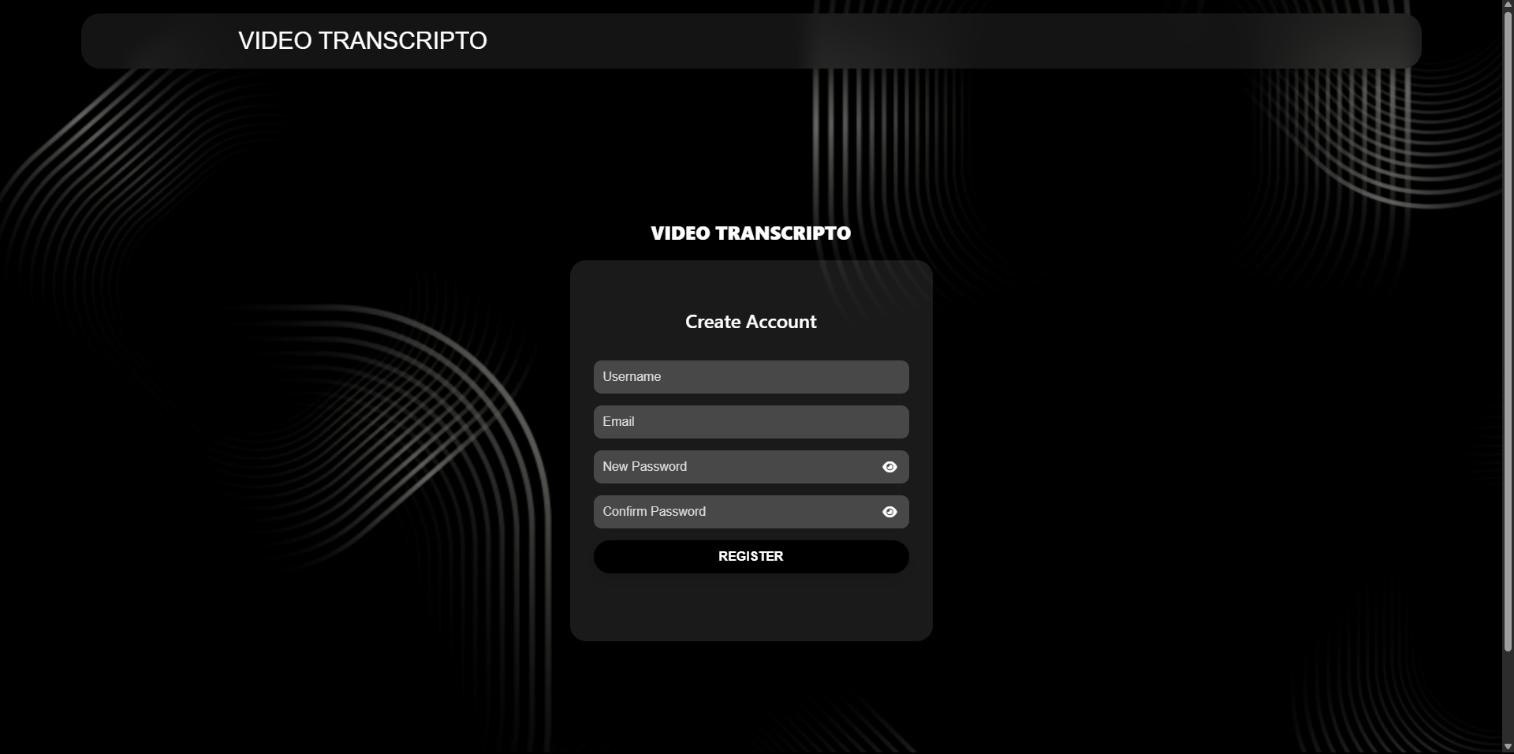 VIDEO TRANSCRIPTO
VIDEO TRANSCRIPTO
Create Account
Username
Email
New Password
Confirm Password
REGISTER